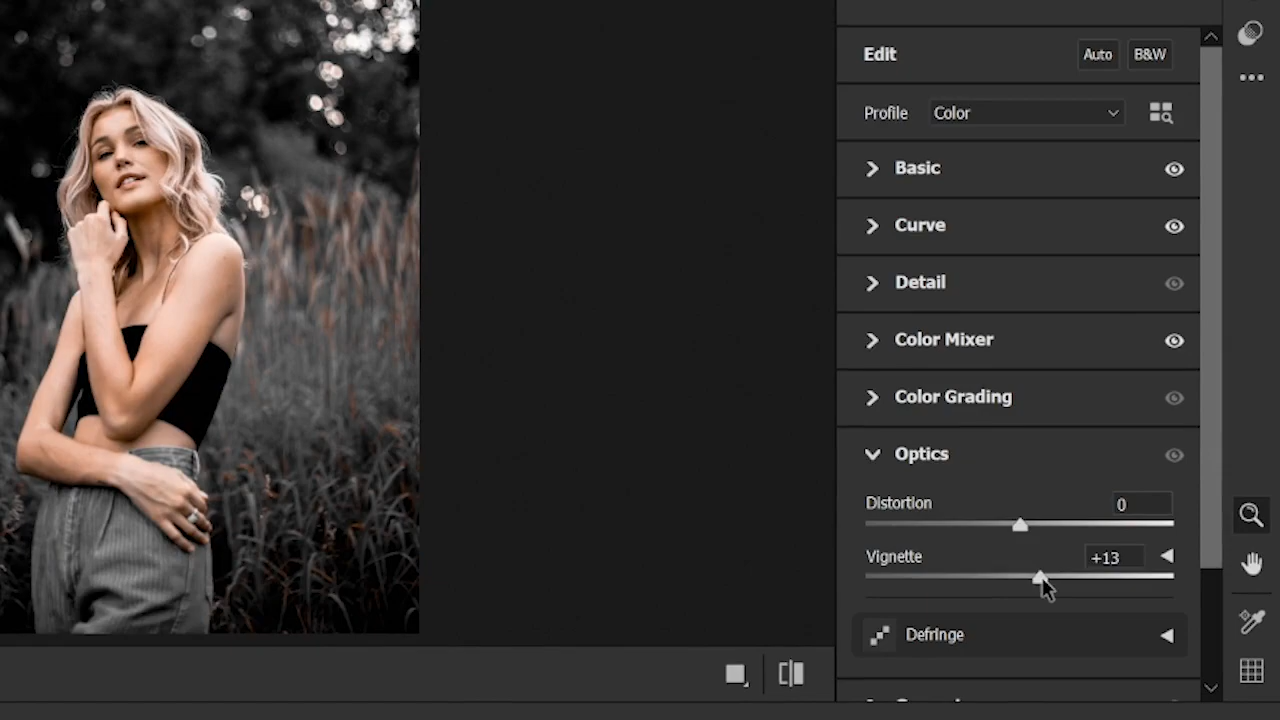 Edit
Auto
B&W
Profile
Color
Basic
Curve
Detail
Color Mixer
Color Grading
Optics
Distortion
0
Vignette
+13
Defringe